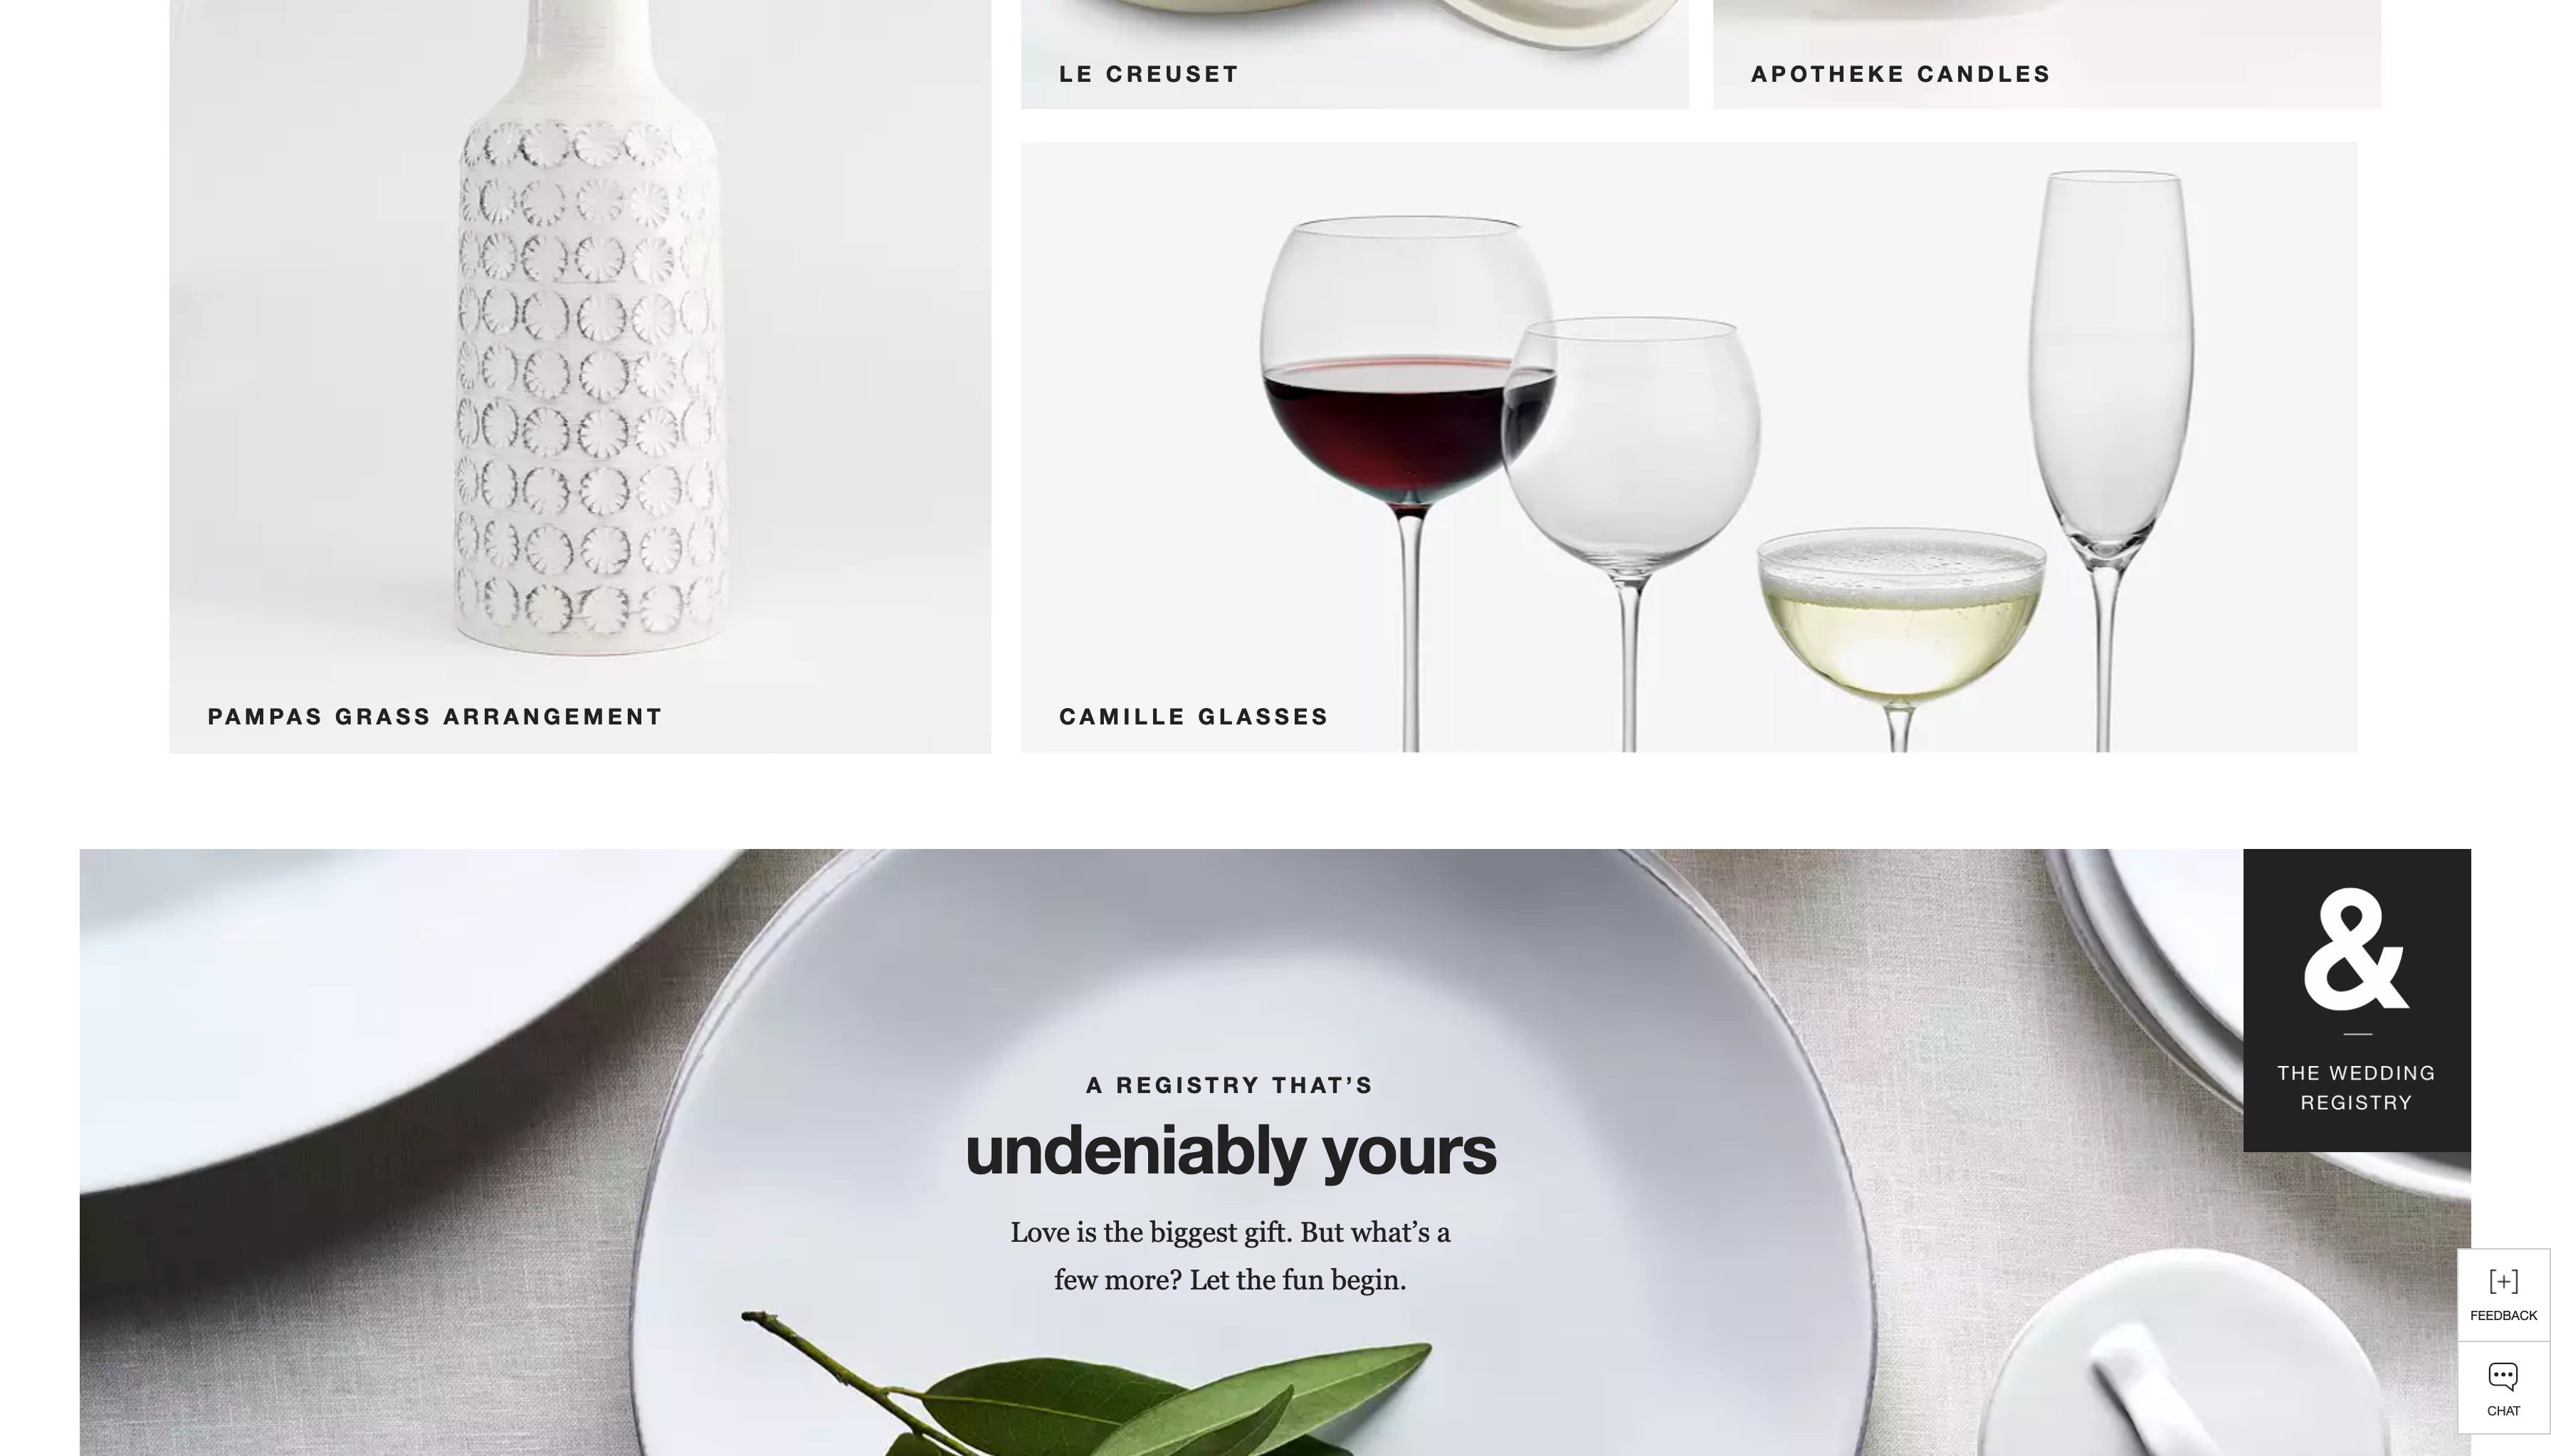 LE CREUSET
APOTHEKE CANDLES
PAMPAS GRASS ARRANGEMENT
CAMILLE GLASSES
&
THE WEDDING
REGISTRY
A REGISTRY THAT’S
undeniably yours
Love is the biggest gift. But what’s a
few more? Let the fun begin.
[+]
FEEDBACK
CHAT